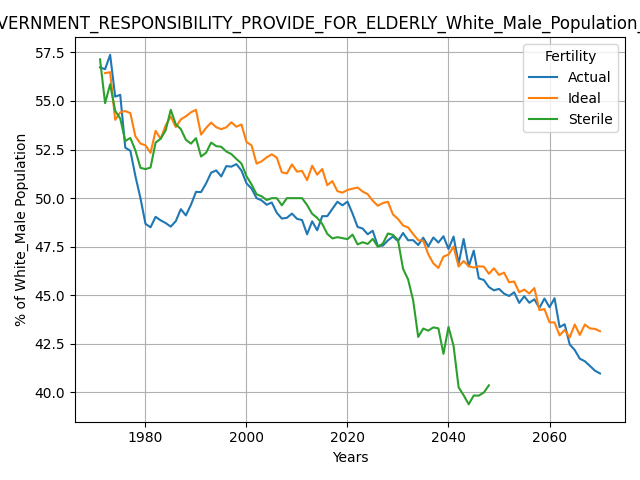 VERNMENT_RESPONSIBILITY_PROVIDE_FOR_ELDERLY_White_Male_Population_
57.5
55.0
52.5
50.0
47.5
45.0
42.5
40.0
% of White_Male Population
1980
2000
2020
2040
2060
Years
Fertility
Actual
Ideal
Sterile